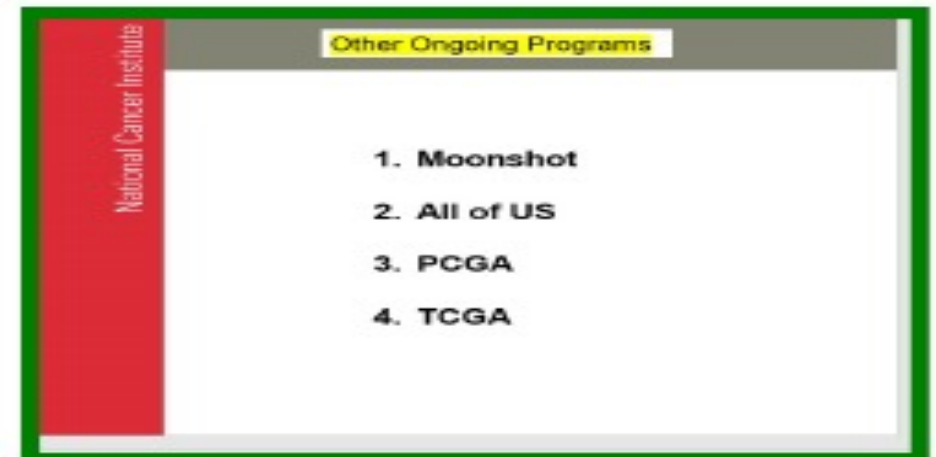 National Cancer Institute
Other Ongoing Programs
1. Moonshot
2. All of US
3. PCGA
4. TCGA